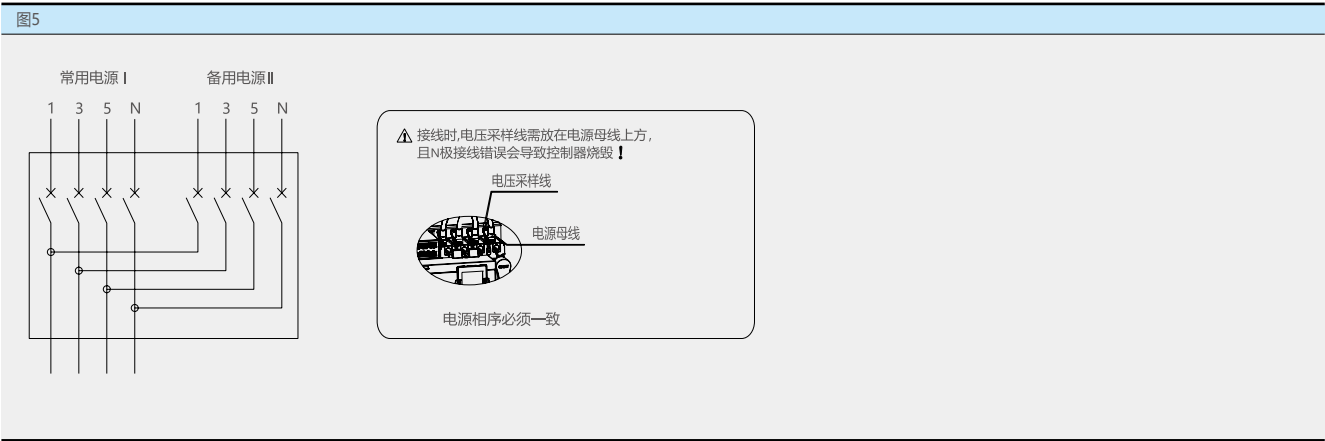 图5
常用电源 Ⅰ
备用电源Ⅱ
1 3 5 N
1 3 5 N
接线时,电压采样线需放在电源母线上方,
且N极接线错误会导致控制器烧毁!
电压采样线
电源母线
电源相序必须一致